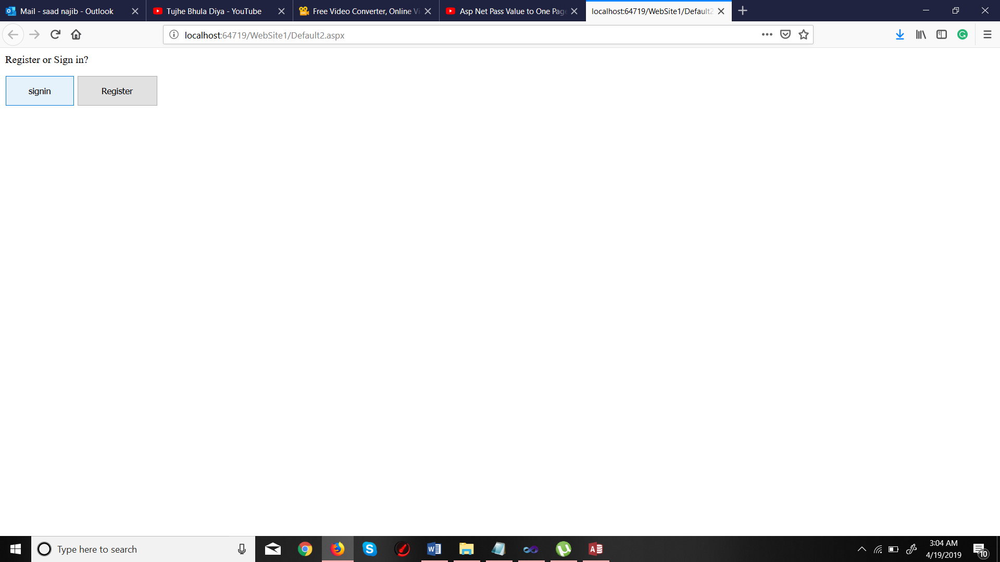 Mail - saad najib - Outlook
Tujhe Bhula Diya - YouTube
Free Video Converter, Online Vi
Asp Net Pass Value to One Page
localhost:64719/WebSite1/Default2
localhost:64719/WebSite1/Default2.aspx
Register or Sign in?
signin
Register
Type here to search
3:04 AM
4/19/2019
10